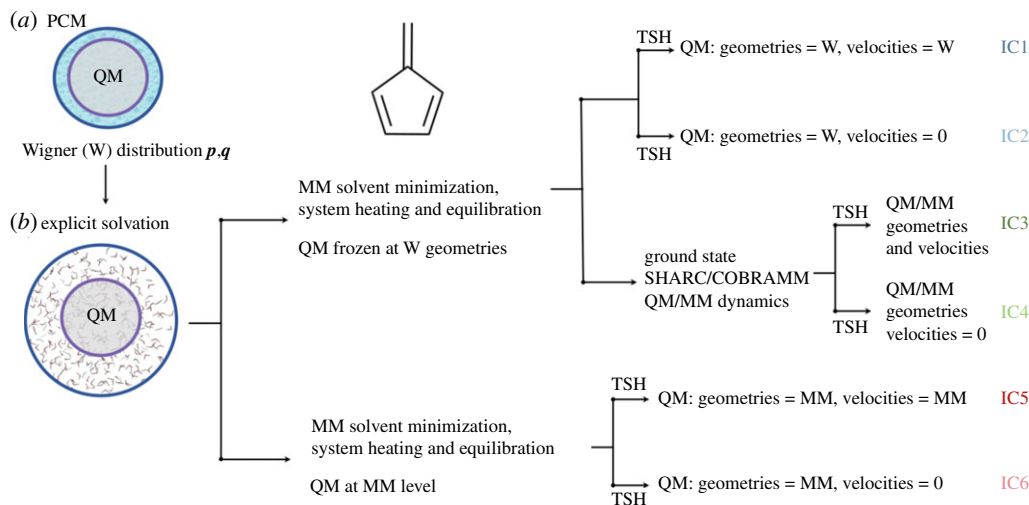 (a) PCM
QM
Wigner (W) distribution p,q
(b) explicit solvation
QM
MM solvent minimization,
system heating and equilibration
QM frozen at W geometries
TSH
QM: geometries = W, velocities = W
IC1
QM: geometries = W, velocities = 0
IC2
TSH
ground state
SHARC/COBRAMM
QM/MM dynamics
TSH
QM/MM
geometries
and velocities
IC3
QM/MM
geometries
velocities = 0
IC4
TSH
MM solvent minimization,
system heating and equilibration
QM at MM level
TSH
QM: geometries = MM, velocities = MM
IC5
QM: geometries = MM, velocities = 0
IC6
TSH